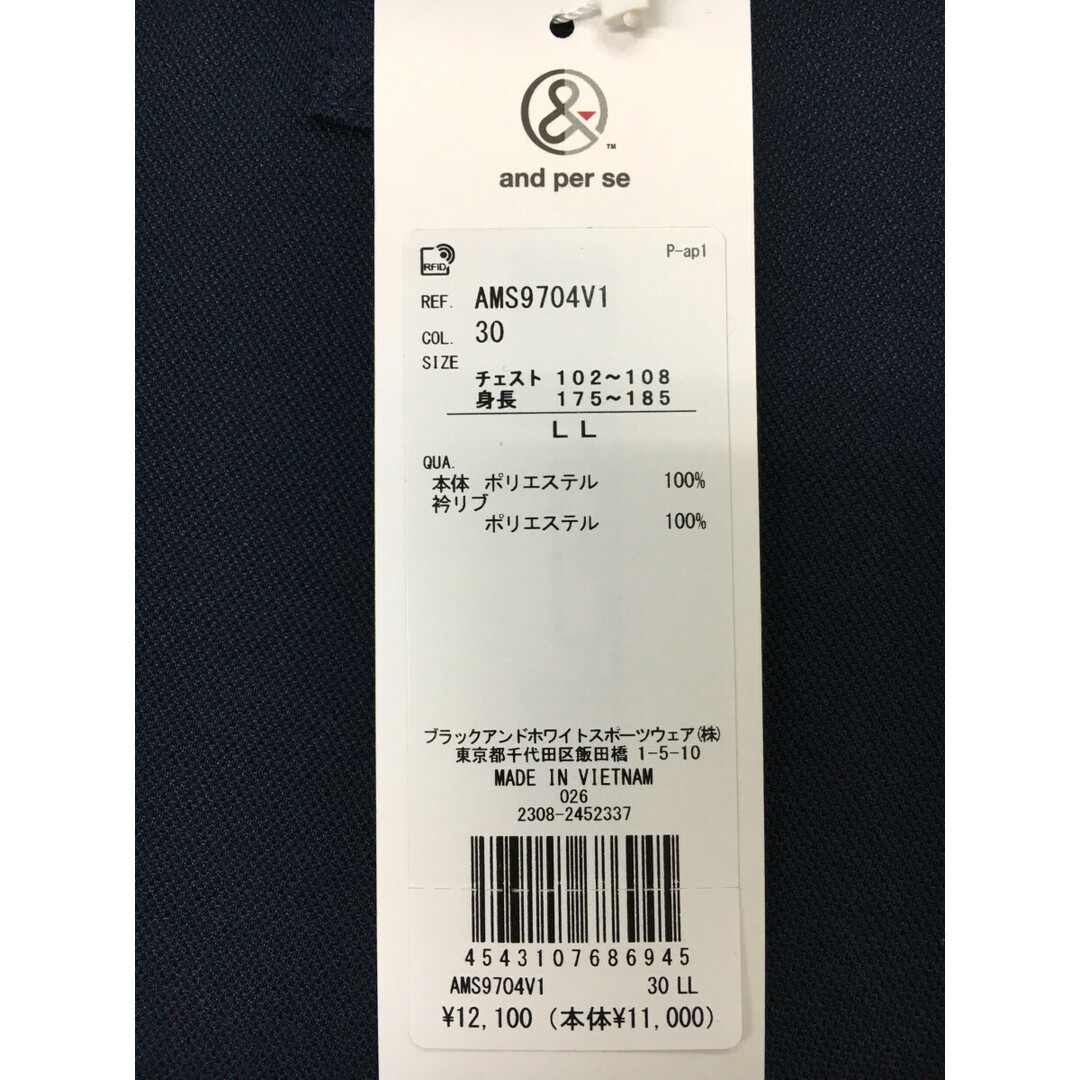 &
TM
and per se
RFID
P-ap1
REF. AMS9704V1
COL. 30
SIZE
チェスト 102～108
身長 175～185
LL
QUA.
本体 ポリエステル 100%
衿リブ
ポリエステル 100%
ブラックアンドホワイトスポーツウェア(株)
東京都千代田区飯田橋 1-5-10
MADE IN VIETNAM
026
2308-2452337
4543107686945
AMS9704V1 30 LL
¥12,100 (本体¥11,000)